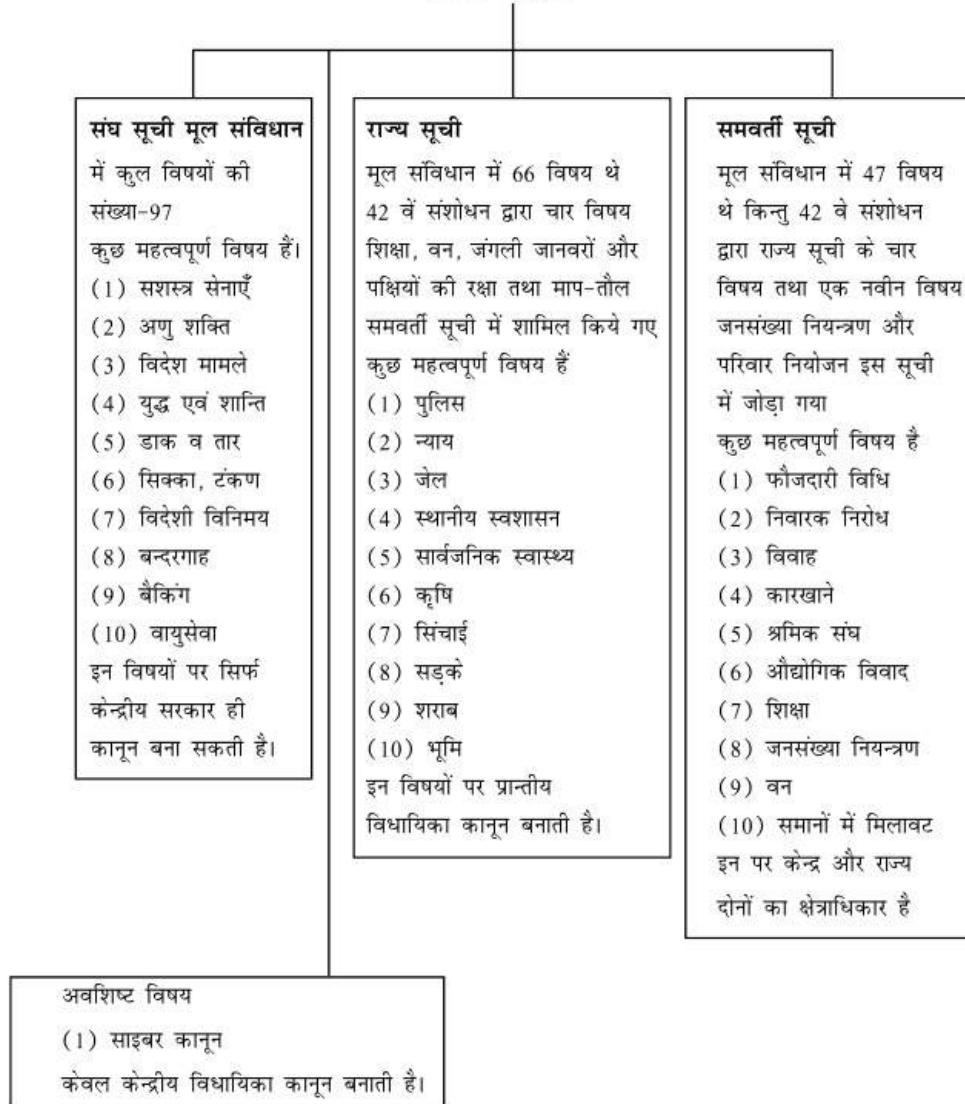 संघ सूची मूल संविधान
में कुल विषयों की
संख्या-97
कुछ महत्वपूर्ण विषय हैं।
(1) सशस्त्र सेनाएँ
(2) अणु शक्ति
(3) विदेश मामले
(4) युद्ध एवं शान्ति
(5) डाक व तार
(6) सिक्का, टंकण
(7) विदेशी विनिमय
(8) बन्दरगाह
(9) बैकिंग
(10) वायुसेवा
इन विषयों पर सिर्फ
केन्द्रीय सरकार ही
कानून बना सकती है।
राज्य सूची
मूल संविधान में 66 विषय थे
42 वें संशोधन द्वारा चार विषय
शिक्षा, वन, जंगली जानवरों और
पक्षियों की रक्षा तथा माप-तौल
समवर्ती सूची में शामिल किये गए
कुछ महत्वपूर्ण विषय हैं
(1) पुलिस
(2) न्याय
(3) जेल
(4) स्थानीय स्वशासन
(5) सार्वजनिक स्वास्थ्य
(6) कृषि
(7) सिंचाई
(8) सड़के
(9) शराब
(10) भूमि
इन विषयों पर प्रान्तीय
विधायिका कानून बनाती है।
समवर्ती सूची
मूल संविधान में 47 विषय
थे किन्तु 42 वे संशोधन
द्वारा राज्य सूची के चार
विषय तथा एक नवीन विषय
जनसंख्या नियन्त्रण और
परिवार नियोजन इस सूची
में जोड़ा गया
कुछ महत्वपूर्ण विषय है
(1) फौजदारी विधि
(2) निवारक निरोध
(3) विवाह
(4) कारखाने
(5) श्रमिक संघ
(6) औद्योगिक विवाद
(7) शिक्षा
(8) जनसंख्या नियन्त्रण
(9) वन
(10) समानों में मिलावट
इन पर केन्द्र और राज्य
दोनों का क्षेत्राधिकार है
अवशिष्ट विषय
(1) साइबर कानून
केवल केन्द्रीय विधायिका कानून बनाती है।